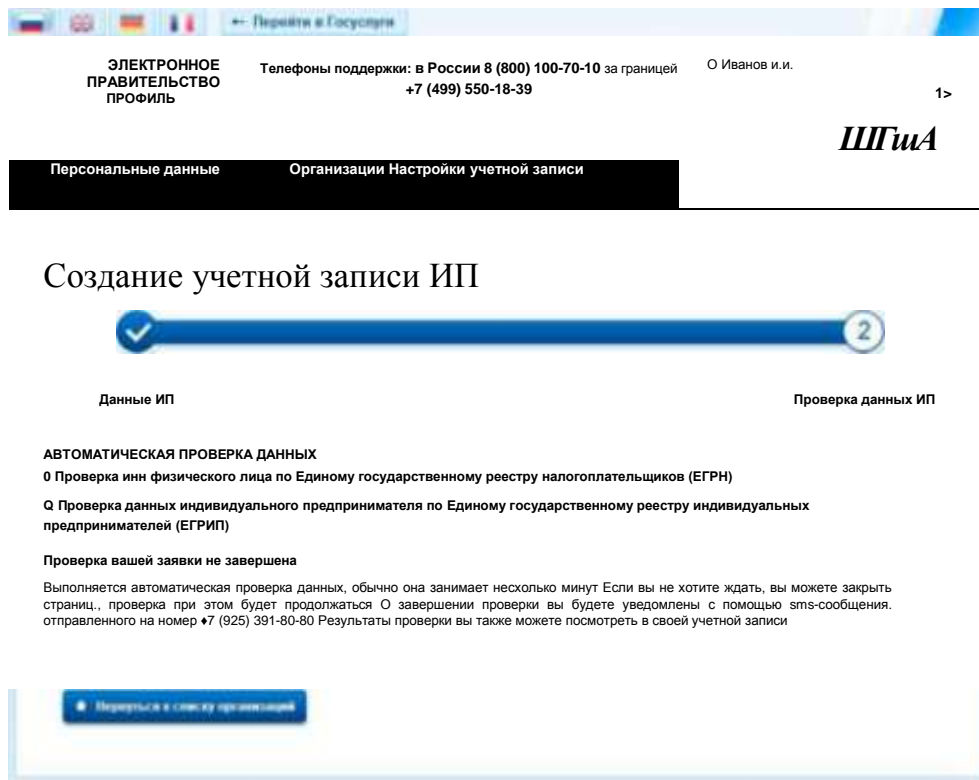 ← Перейти в Госуслуги
ЭЛЕКТРОННОЕ
ПРАВИТЕЛЬСТВО
ПРОФИЛЬ
Телефоны поддержки: в России 8 (800) 100-70-10 за границей
+7 (499) 550-18-39
О Иванов и.и.
1>
ШГшА
Персональные данные Организации Настройки учетной записи
Создание учетной записи ИП
2
Данные ИП Проверка данных ИП
АВТОМАТИЧЕСКАЯ ПРОВЕРКА ДАННЫХ
0 Проверка инн физического лица по Единому государственному реестру налогоплательщиков (ЕГРН)
Q Проверка данных индивидуального предпринимателя по Единому государственному реестру индивидуальных
предпринимателей (ЕГРИП)
Проверка вашей заявки не завершена
Выполняется автоматическая проверка данных, обычно она занимает несколько минут Если вы не хотите ждать, вы можете закрыть
страниц., проверка при этом будет продолжаться О завершении проверки вы будете уведомлены с помощью sms-сообщения.
отправленного на номер ♦7 (925) 391-80-80 Результаты проверки вы также можете посмотреть в своей учетной записи
Вернуться к списку организаций